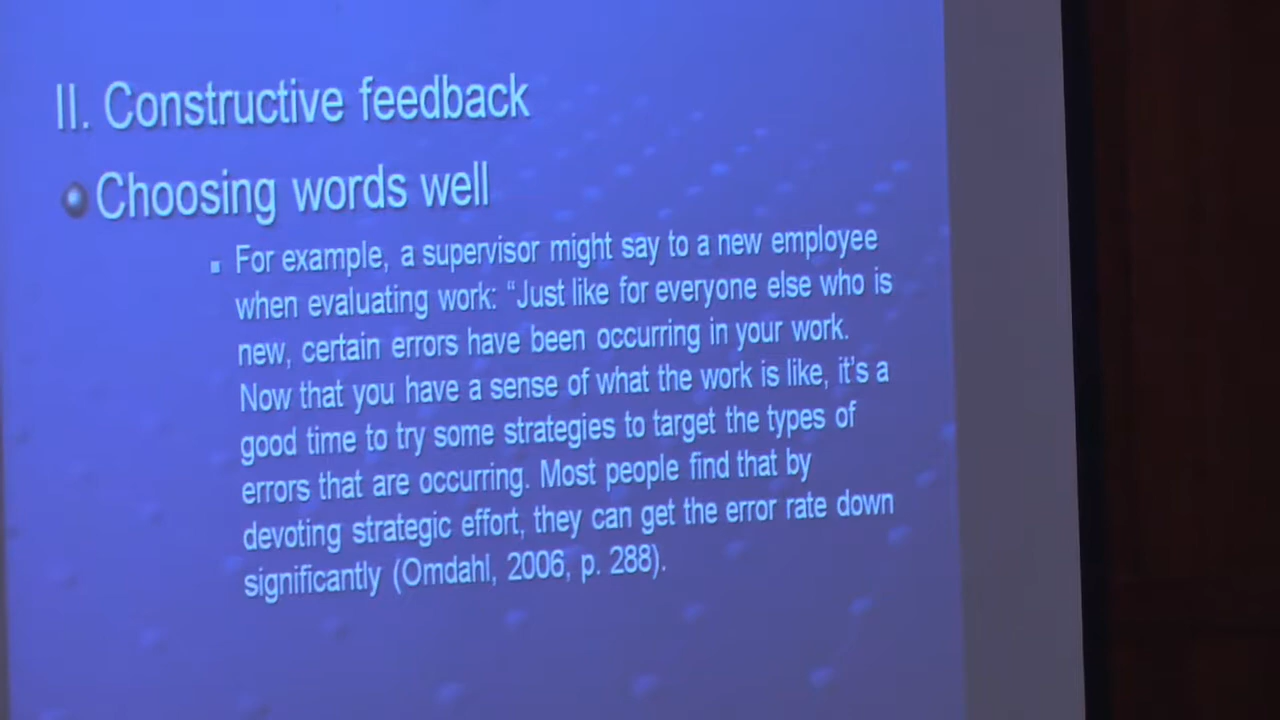 II. Constructive feedback
Choosing words well
For example, a supervisor might say to a new employee
when evaluating work: “Just like for everyone else who is
new, certain errors have been occurring in your work.
Now that you have a sense of what the work is like, it’s a
good time to try some strategies to target the types of
errors that are occurring. Most people find that by
devoting strategic effort, they can get the error rate down
significantly (Omdahl, 2006, p. 288).